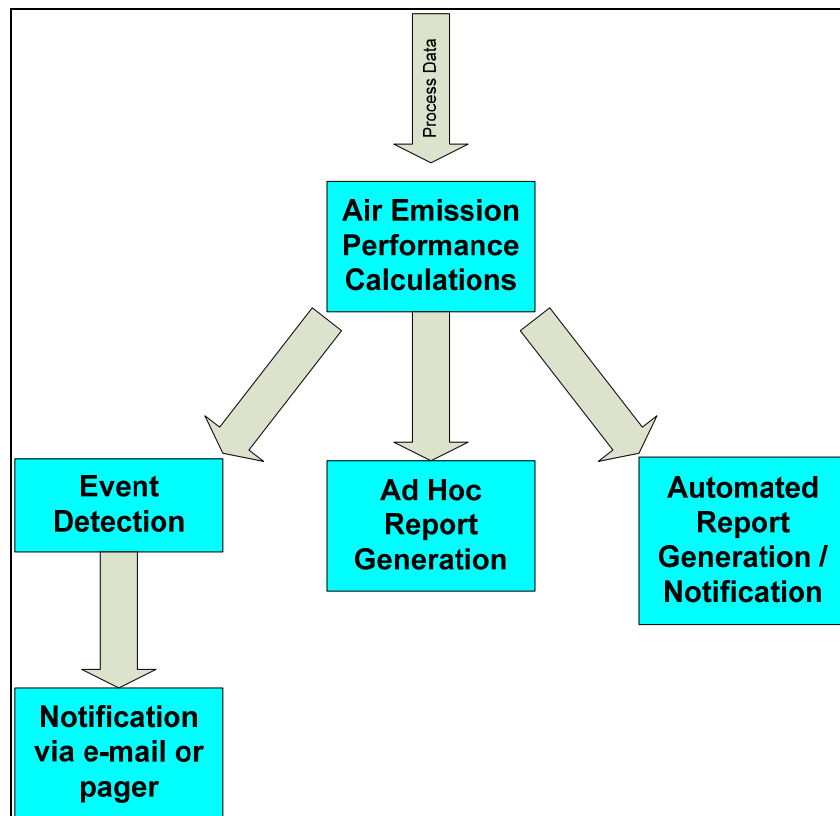 Process Data
Air Emission
Performance
Calculations
Event
Detection
Ad Hoc
Report
Generation
Automated
Report
Generation /
Notification
Notification
via e-mail or
pager